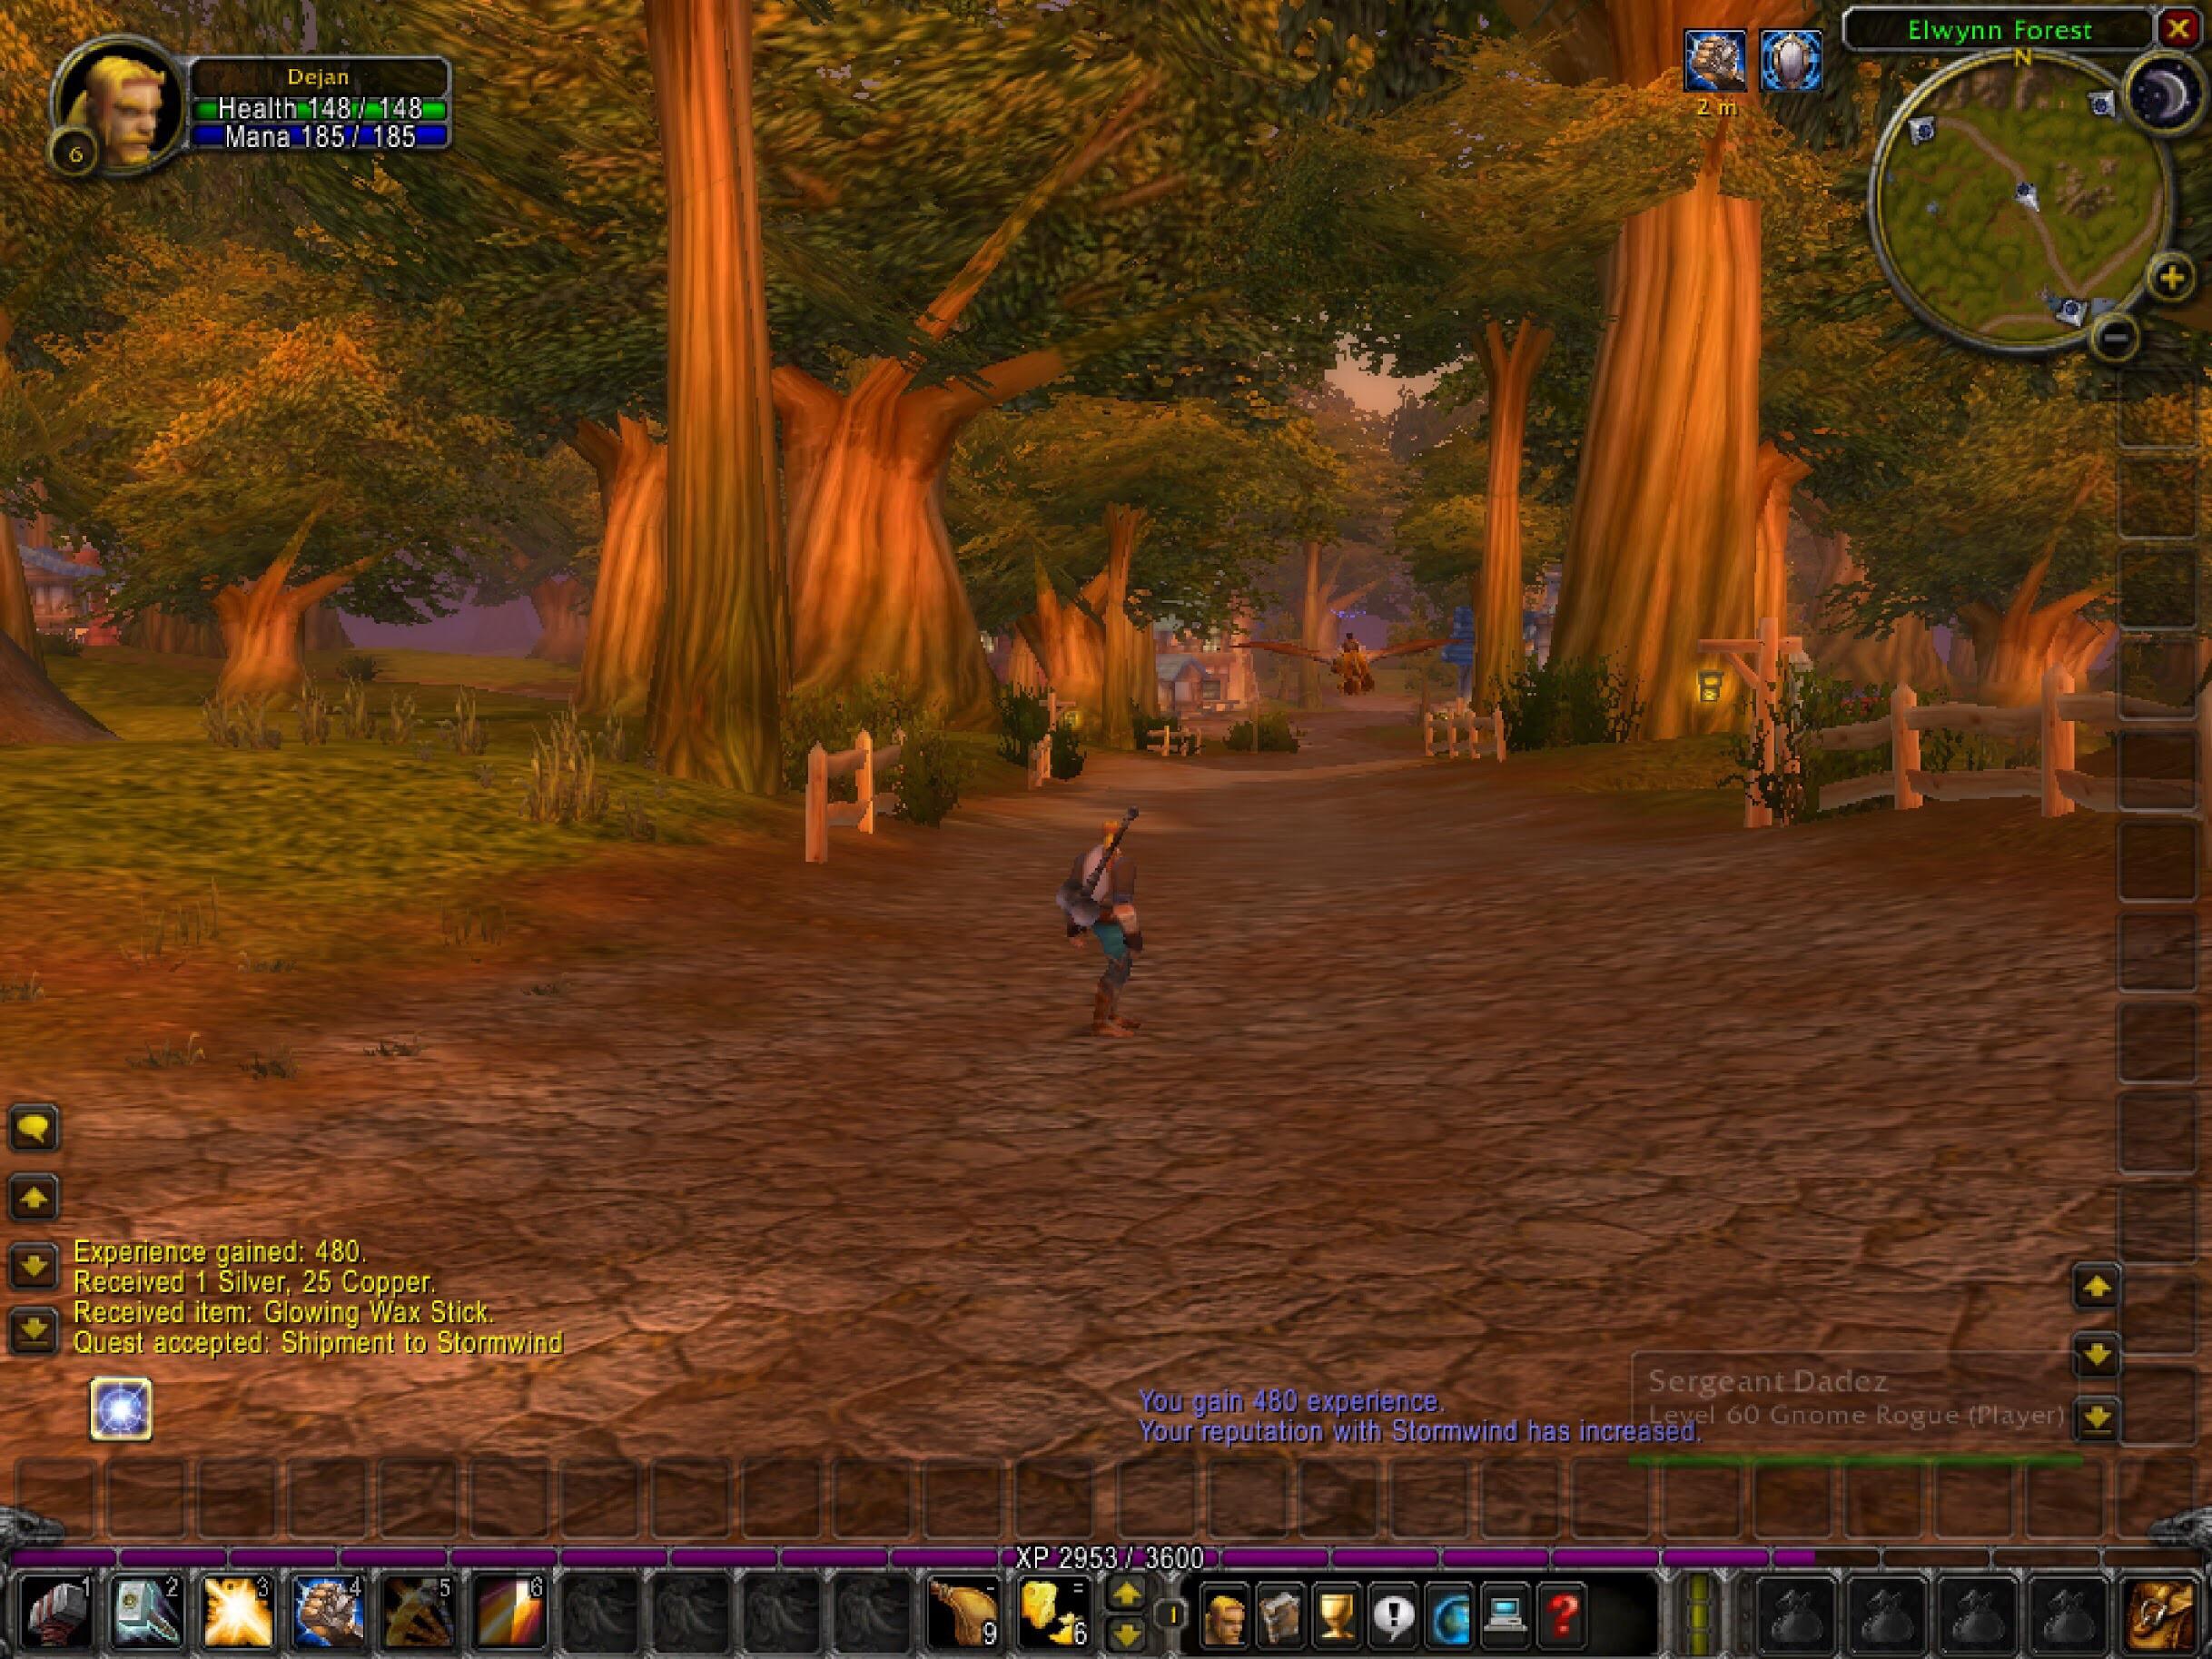 Elwynn Forest
N
Dejan
Health 148 / 148
Mana 185 / 185
6
2 m
Experience gained: 480.
Received 1 Silver, 25 Copper.
Received item: Glowing Wax Stick.
Quest accepted: Shipment to Stormwind
Sergeant Dadez
Level 60 Gnome Rogue (Player)
You gain 480 experience.
Your reputation with Stormwind has increased.
XP 2953 / 3600
1 2 3 4 5 6 - =
9 6
1